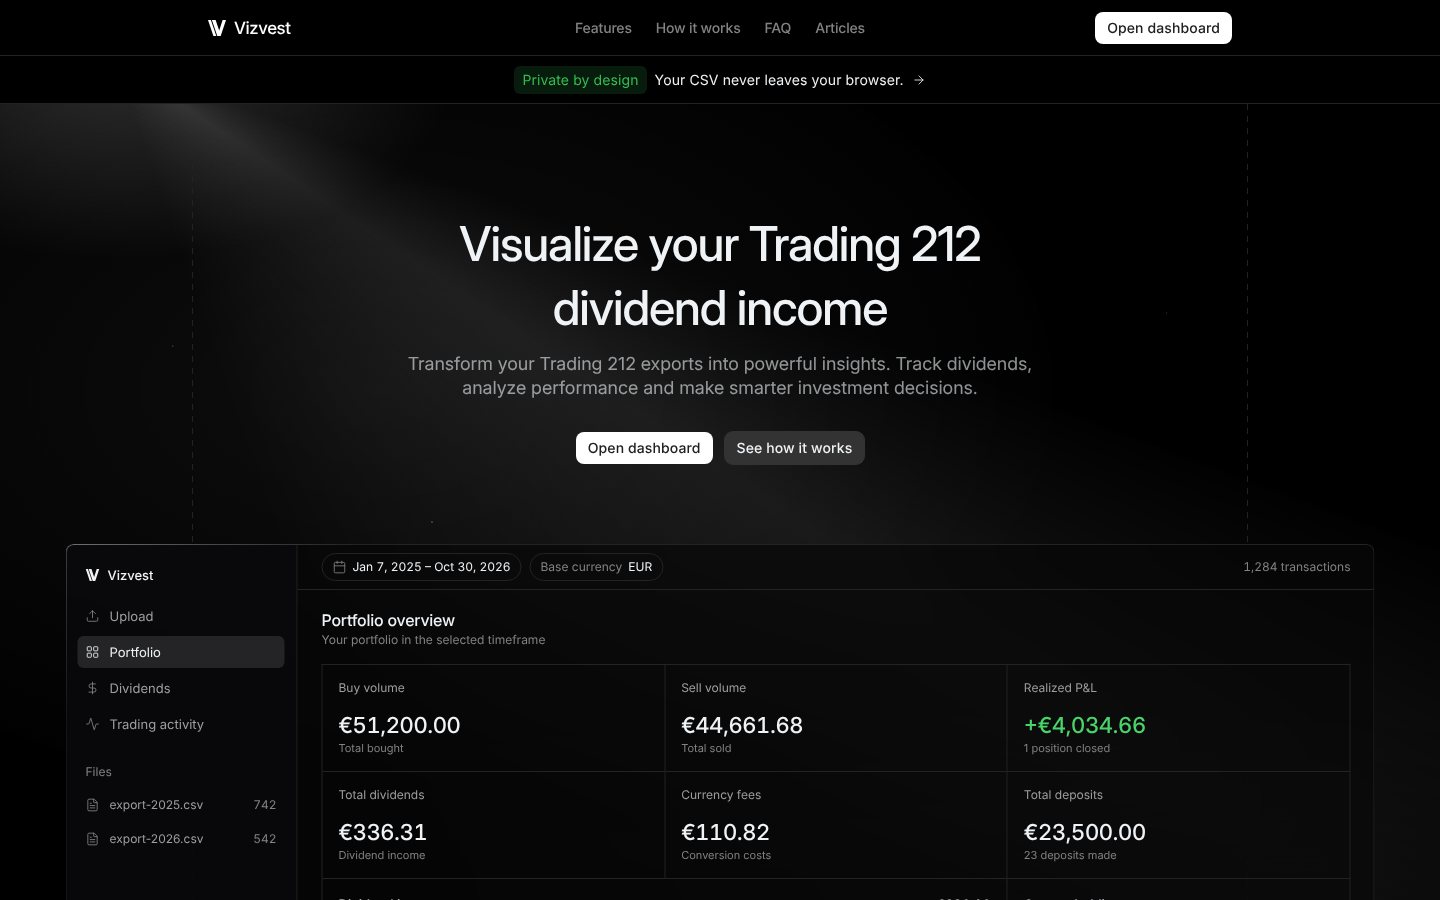 Vizvest
Features
How it works
FAQ
Articles
Open dashboard
Private by design
Your CSV never leaves your browser.
Visualize your Trading 212
dividend income
Transform your Trading 212 exports into powerful insights. Track dividends,
analyze performance and make smarter investment decisions.
Open dashboard
See how it works
Vizvest
Upload
Portfolio
Dividends
Trading activity
Files
export-2025.csv 742
export-2026.csv 542
Jan 7, 2025 – Oct 30, 2026
Base currency EUR
1,284 transactions
Portfolio overview
Your portfolio in the selected timeframe
Buy volume
€51,200.00
Total bought
Sell volume
€44,661.68
Total sold
Realized P&L
+€4,034.66
1 position closed
Total dividends
€336.31
Dividend income
Currency fees
€110.82
Conversion costs
Total deposits
€23,500.00
23 deposits made